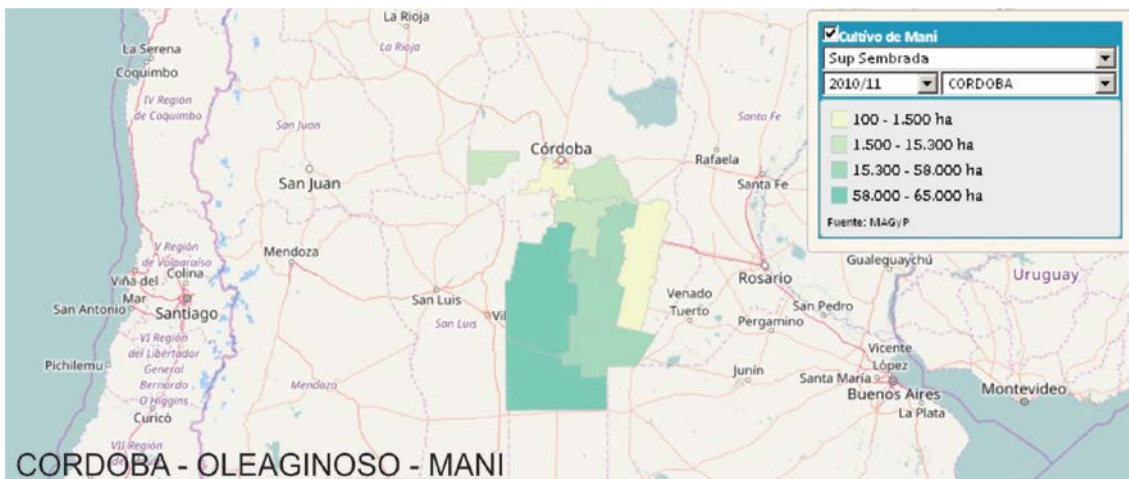 La Rioja
La Rioja
La Serena
Coquimbo
IV Región
de Coquimbo
San Juan
San Juan
Córdoba
Rafaela
Santa Fe
Santa Fe
Cultivo de Maní
Sup Sembrada
2010/11 CORDOBA
100 - 1.500 ha
1.500 - 15.300 ha
15.300 - 58.000 ha
58.000 - 65.000 ha
Fuente: MAGyP
V Región
de Valparaíso
Viña del
Mar
Colina
San Antonio
Santiago
Mendoza
San Luis
San Luis
Vil
Rosario
Gualeguaychú
Uruguay
Venado
Tuerto
San Pedro
Pergamino
VI Región
del Libertador
General
Bernardo
O'Higgins
Pichilemu
Curicó
Mendoza
Junín
Vicente
López
Santa María
Buenos Aires
La Plata
Montevideo
VII Región
CORDOBA - OLEAGINOSO - MANI